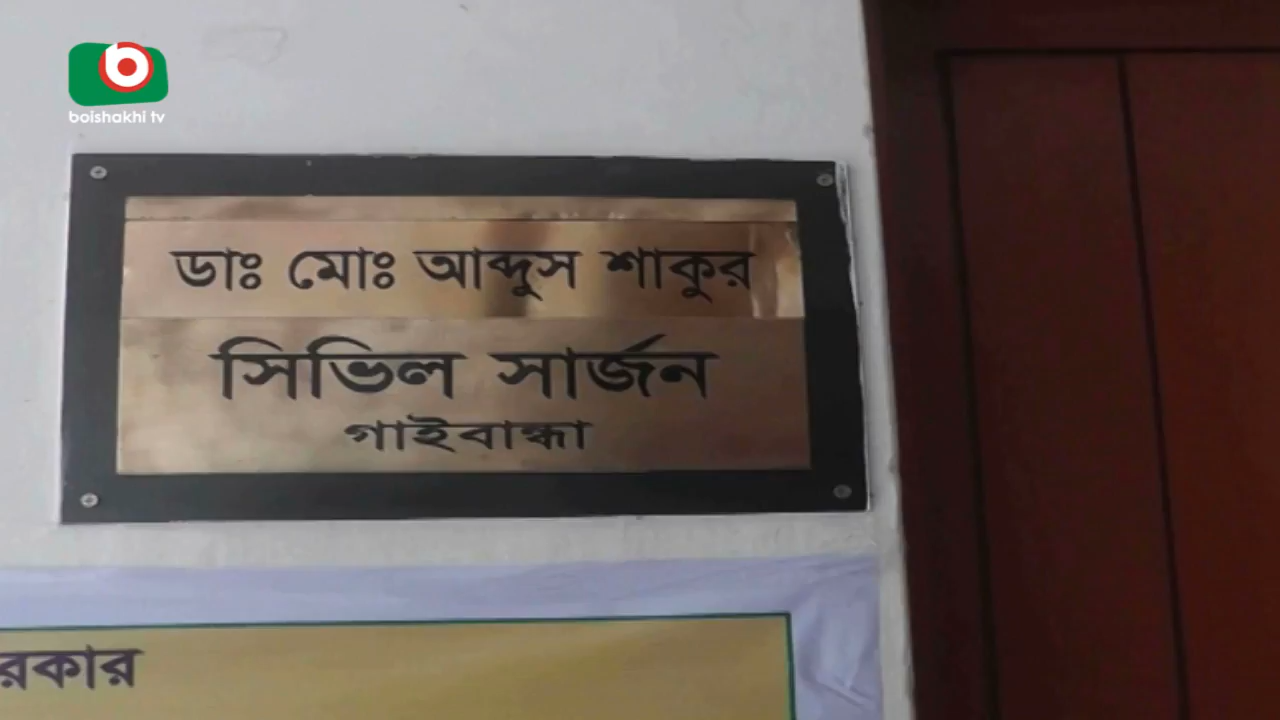 boishakhi tv
ডাঃ মোঃ আব্দুস শাকুর
সিভিল সার্জন
গাইবান্ধা
রকার